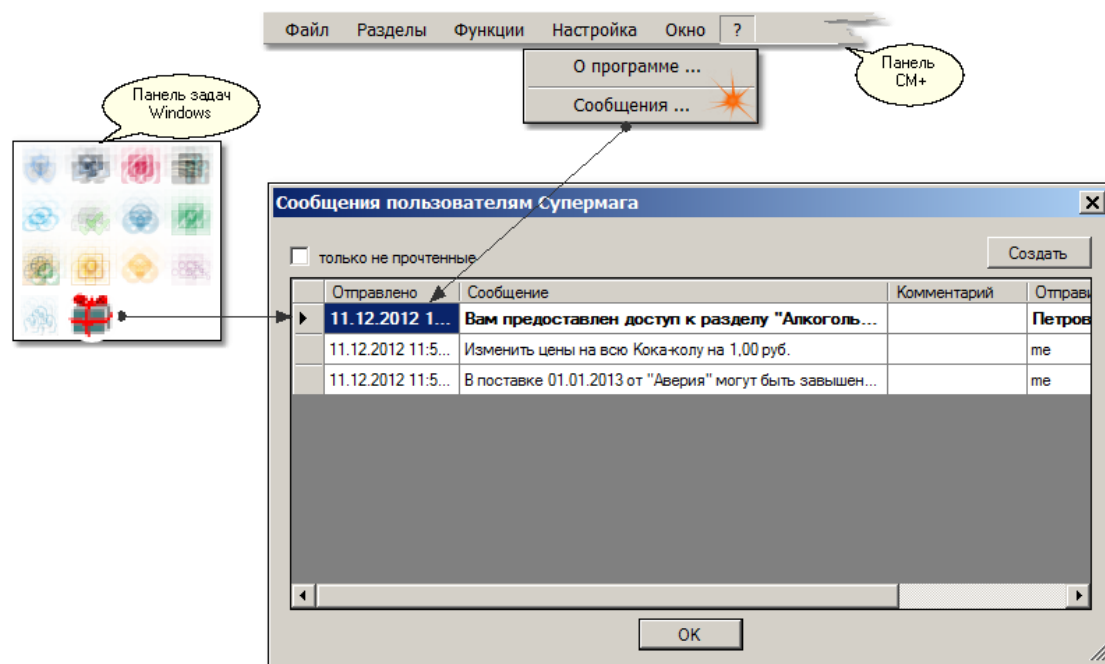 Файл Разделы Функции Настройка Окно ?
О программе ...
Сообщения ...
Панель
СМ+
Панель задач
Windows
Сообщения пользователям Супермага
только не прочтенные
Создать
Отправлено Сообщение Комментарий Отправи
11.12.2012 1... Вам предоставлен доступ к разделу "Алкоголь... Петров
11.12.2012 11:5... Изменить цены на всю Кока-колу на 1,00 руб. me
11.12.2012 11:5... В поставке 01.01.2013 от "Аверия" могут быть завышен... me
OK